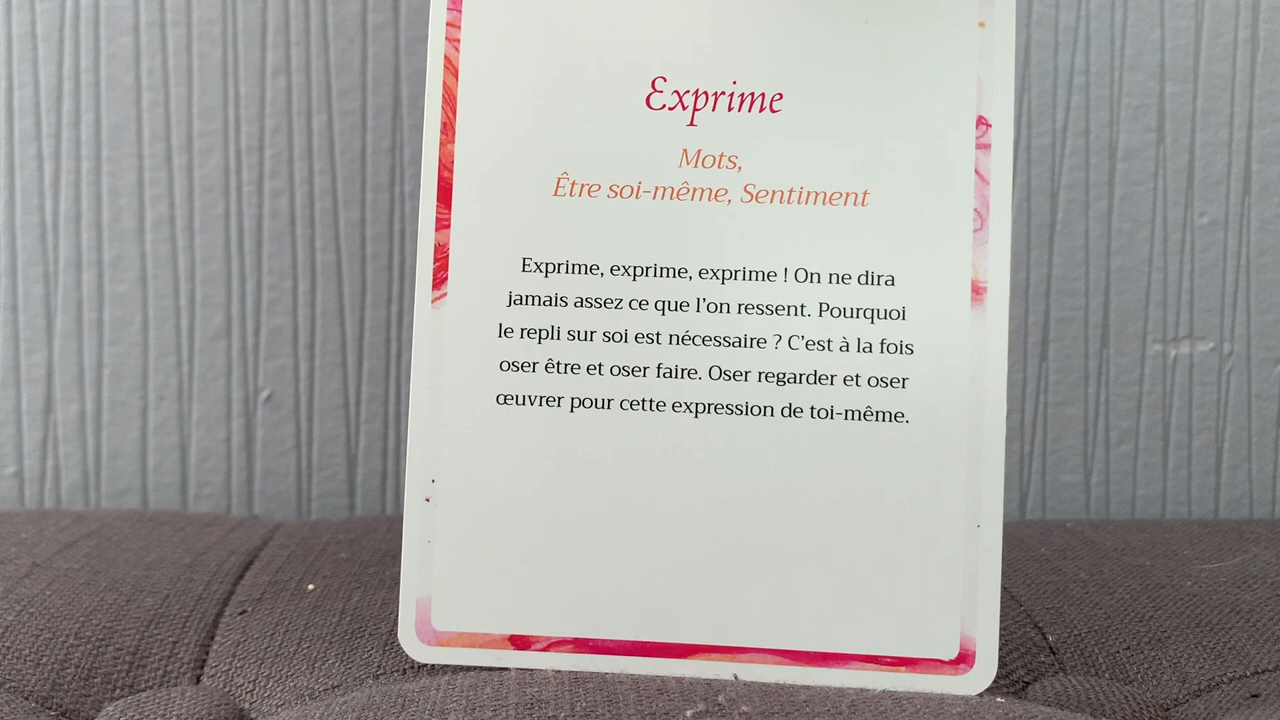 Exprime
Mots,
Être soi-même, Sentiment
Exprime, exprime, exprime ! On ne dira
jamais assez ce que l’on ressent. Pourquoi
le repli sur soi est nécessaire ? C’est à la fois
oser être et oser faire. Oser regarder et oser
œuvrer pour cette expression de toi-même.